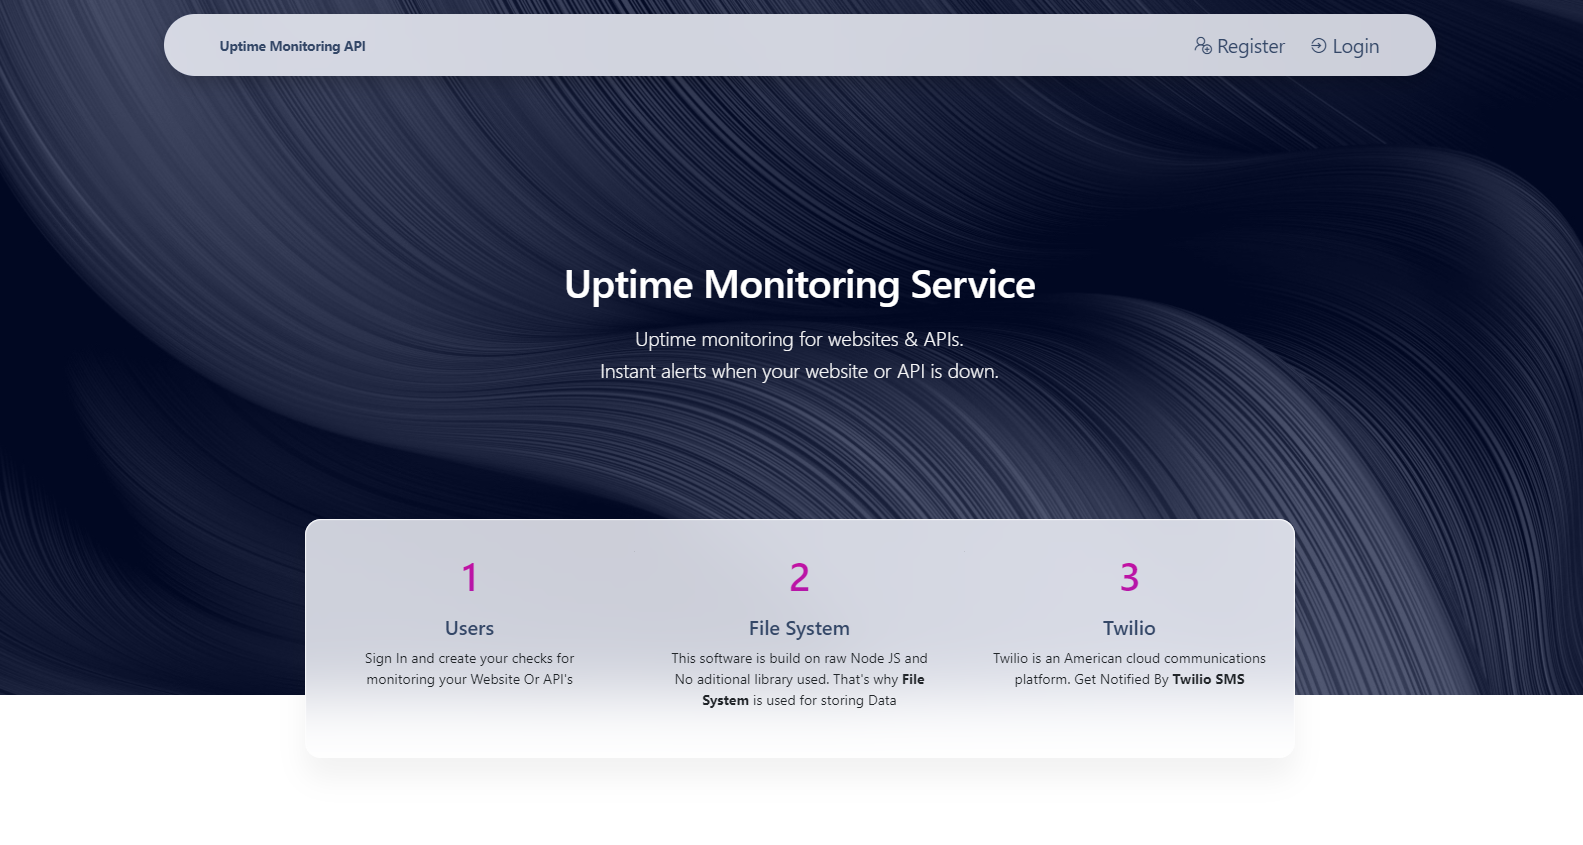 Uptime Monitoring API
Register
Login
Uptime Monitoring Service
Uptime monitoring for websites & APIs.
Instant alerts when your website or API is down.
1
Users
Sign In and create your checks for
monitoring your Website Or API's
2
File System
This software is build on raw Node JS and
No aditional library used. That's why File
System is used for storing Data
3
Twilio
Twilio is an American cloud communications
platform. Get Notified By Twilio SMS